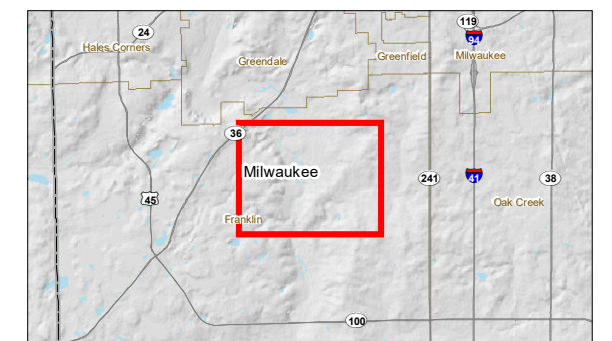 119
24
94
Hales Corners
Greendale
Greenfield
Milwaukee
36
Milwaukee
241
41
38
45
Oak Creek
Franklin
100